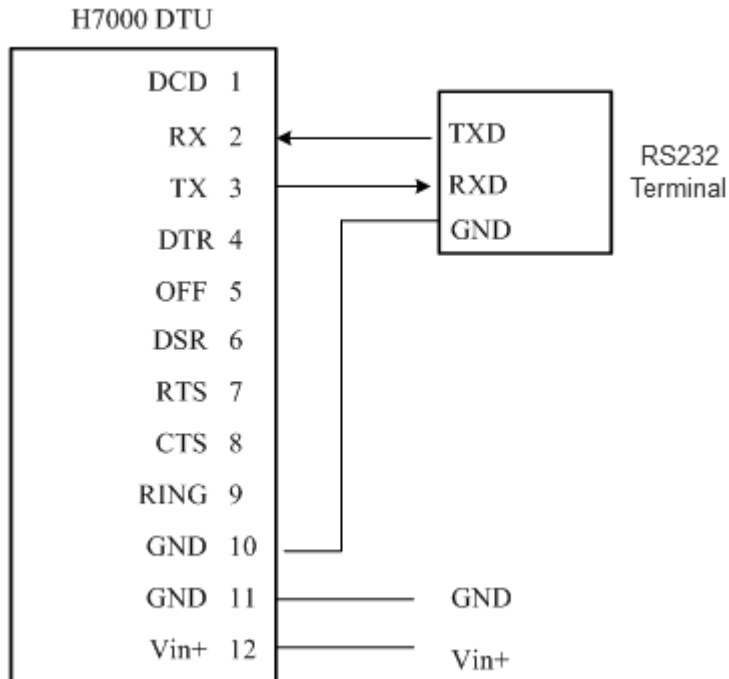 H7000 DTU
DCD 1
RX 2
TX 3
DTR 4
OFF 5
DSR 6
RTS 7
CTS 8
RING 9
GND 10
GND 11
Vin+ 12
TXD
RXD
GND
RS232
Terminal
GND
Vin+